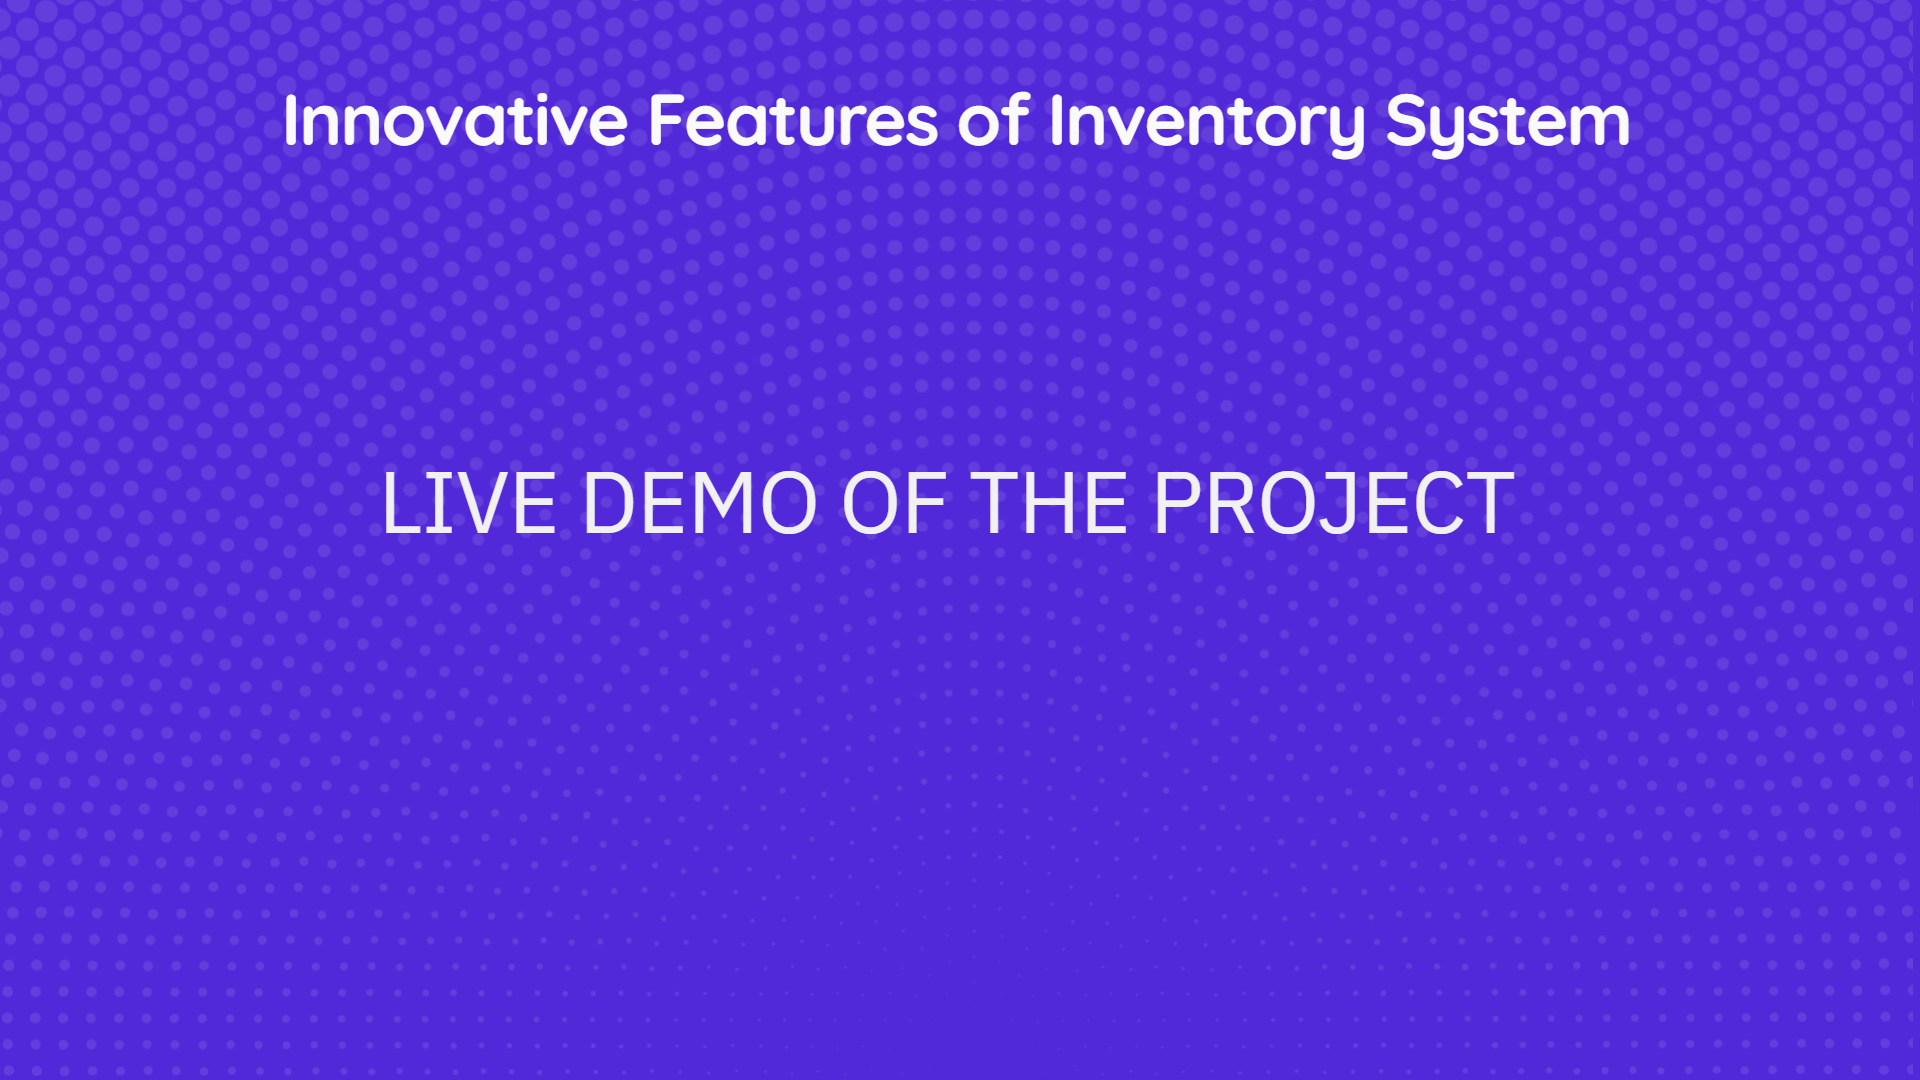 Innovative Features of Inventory System
LIVE DEMO OF THE PROJECT